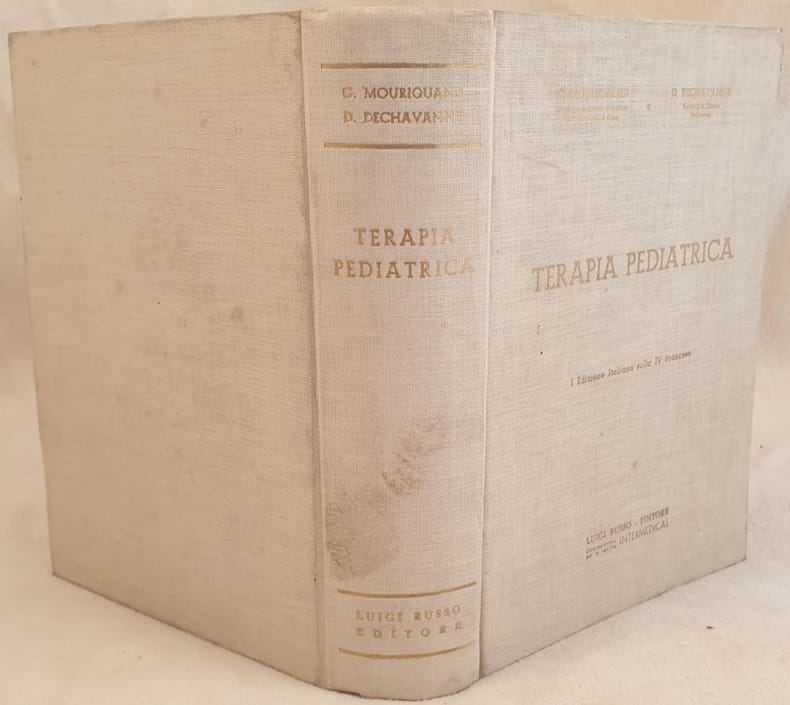 G. MOURIQUAND
D. DECHAVANNE
TERAPIA
PEDIATRICA
LUIGI RUSSO
EDITORE
G. MOURIQUAND
e
D. DECHAVANNE
TERAPIA PEDIATRICA
I Edizione Italiana sulla IV Francese
LUIGI RUSSO - EDITORE
INTERMEDICAL